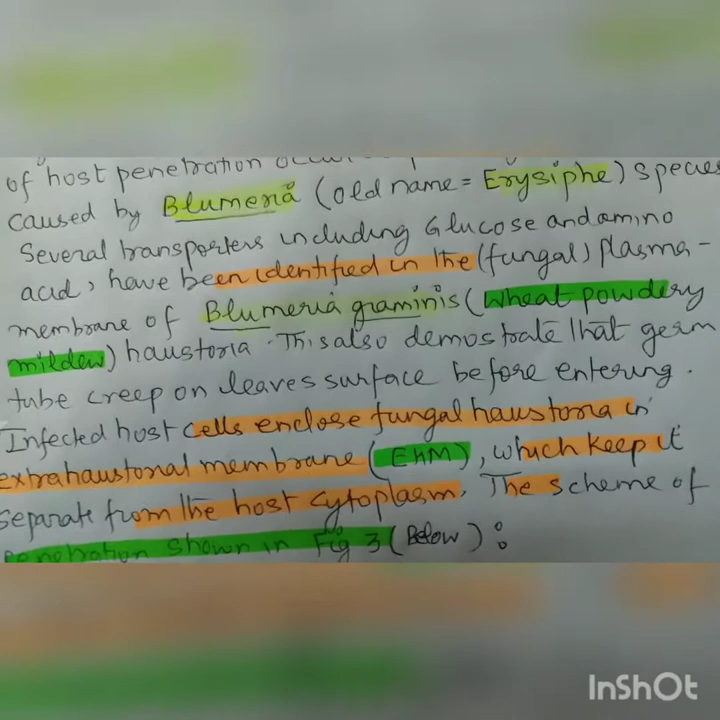 of host penetration
caused by Blumeria (old name = Erysiphe) species
Several transporters including Glucose and amino
acid, have been identified in the (fungal) plasma-
membrane of Blumeria graminis (Wheat powdery
mildew) haustoria. This also demostrate that germ
tube creep on leaves surface before entering.
Infected host cells enclose fungal haustoria in
extrahaustorial membrane (EHM), which keep it
separate from the host cytoplasm. The scheme of
penetration shown in Fig 3 (Below) :
InShOt